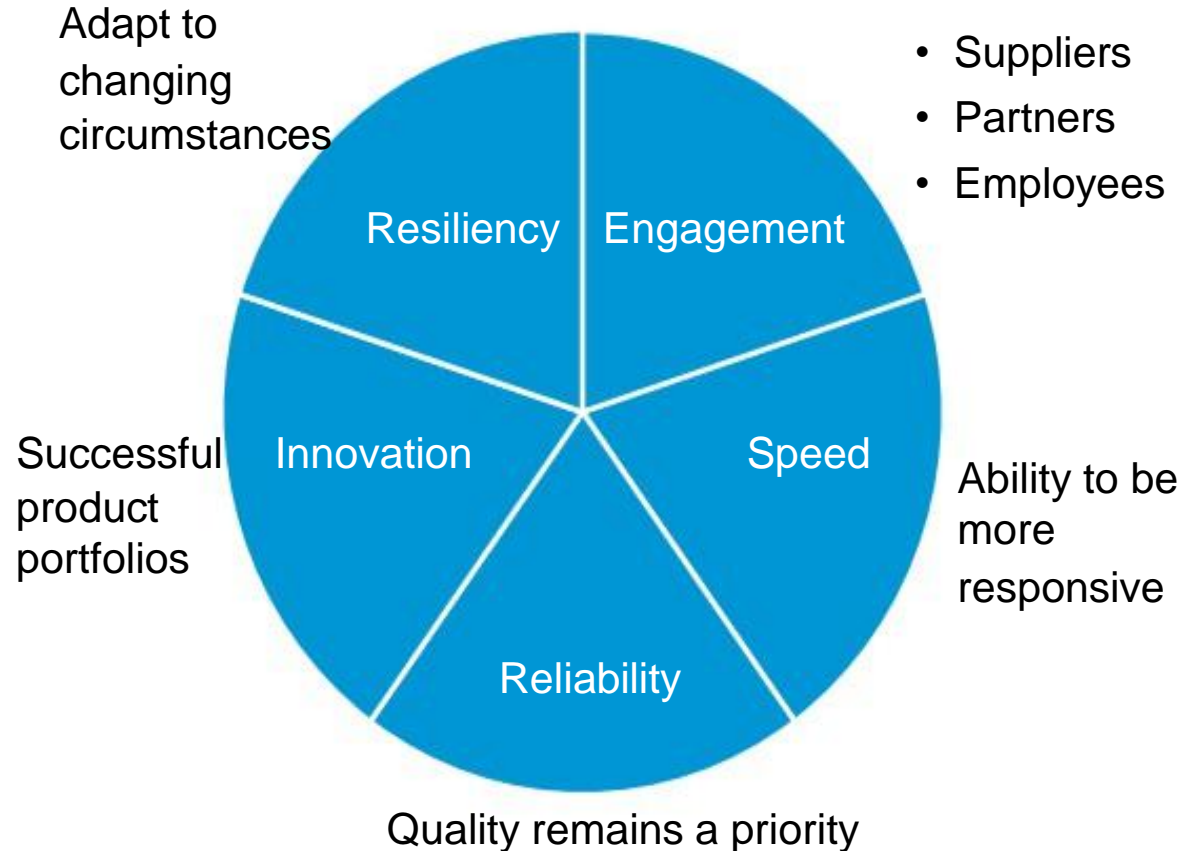 Adapt to
changing
circumstances
• Suppliers
• Partners
• Employees
Resiliency
Engagement
Innovation
Speed
Successful
product
portfolios
Ability to be
more
responsive
Reliability
Quality remains a priority